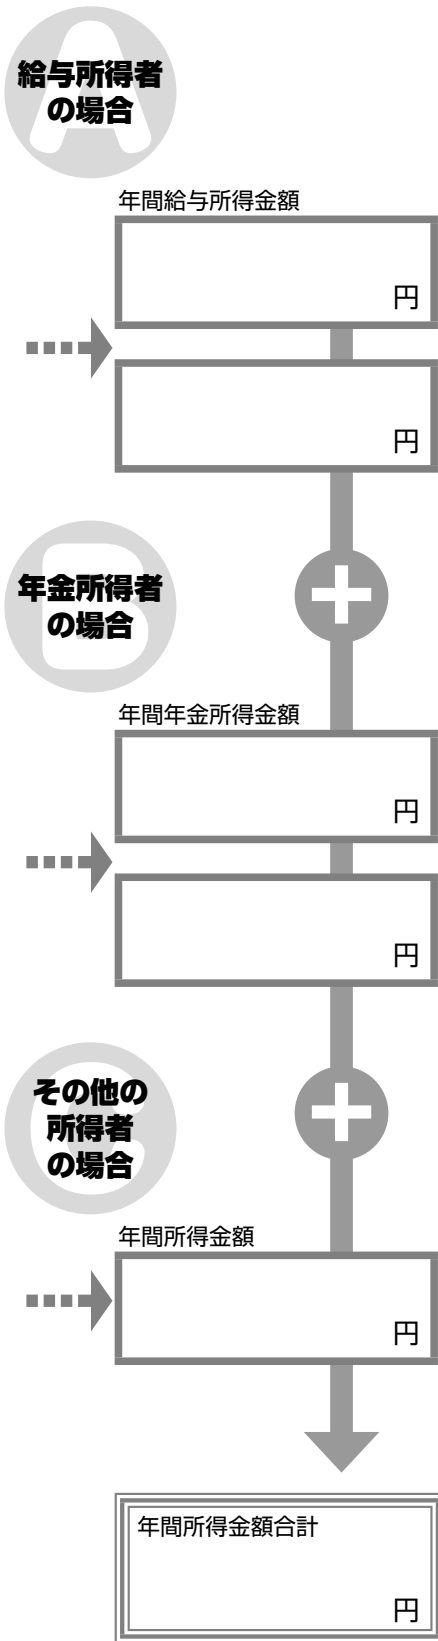 A
給与所得者
の場合
年間給与所得金額
円
円
B
年金所得者
の場合
+
年間年金所得金額
円
円
C
その他の
所得者
の場合
+
年間所得金額
円
年間所得金額合計
円